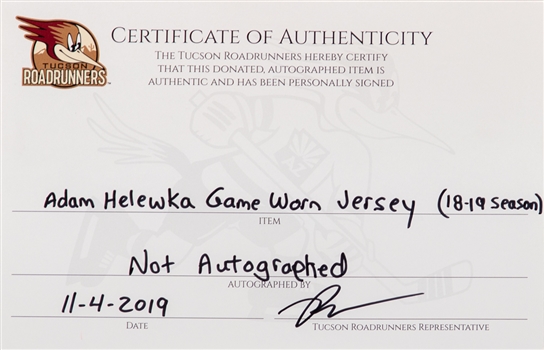 TUCSON
ROADRUNNERS
CERTIFICATE OF AUTHENTICITY
THE TUCSON ROADRUNNERS HEREBY CERTIFY
THAT THIS DONATED, AUTOGRAPHED ITEM IS
AUTHENTIC AND HAS BEEN PERSONALLY SIGNED
Adam Helewka Game Worn Jersey (18-19 Season)
ITEM
Not Autographed
AUTOGRAPHED BY
11-4-2019
DATE TUCSON ROADRUNNERS REPRESENTATIVE